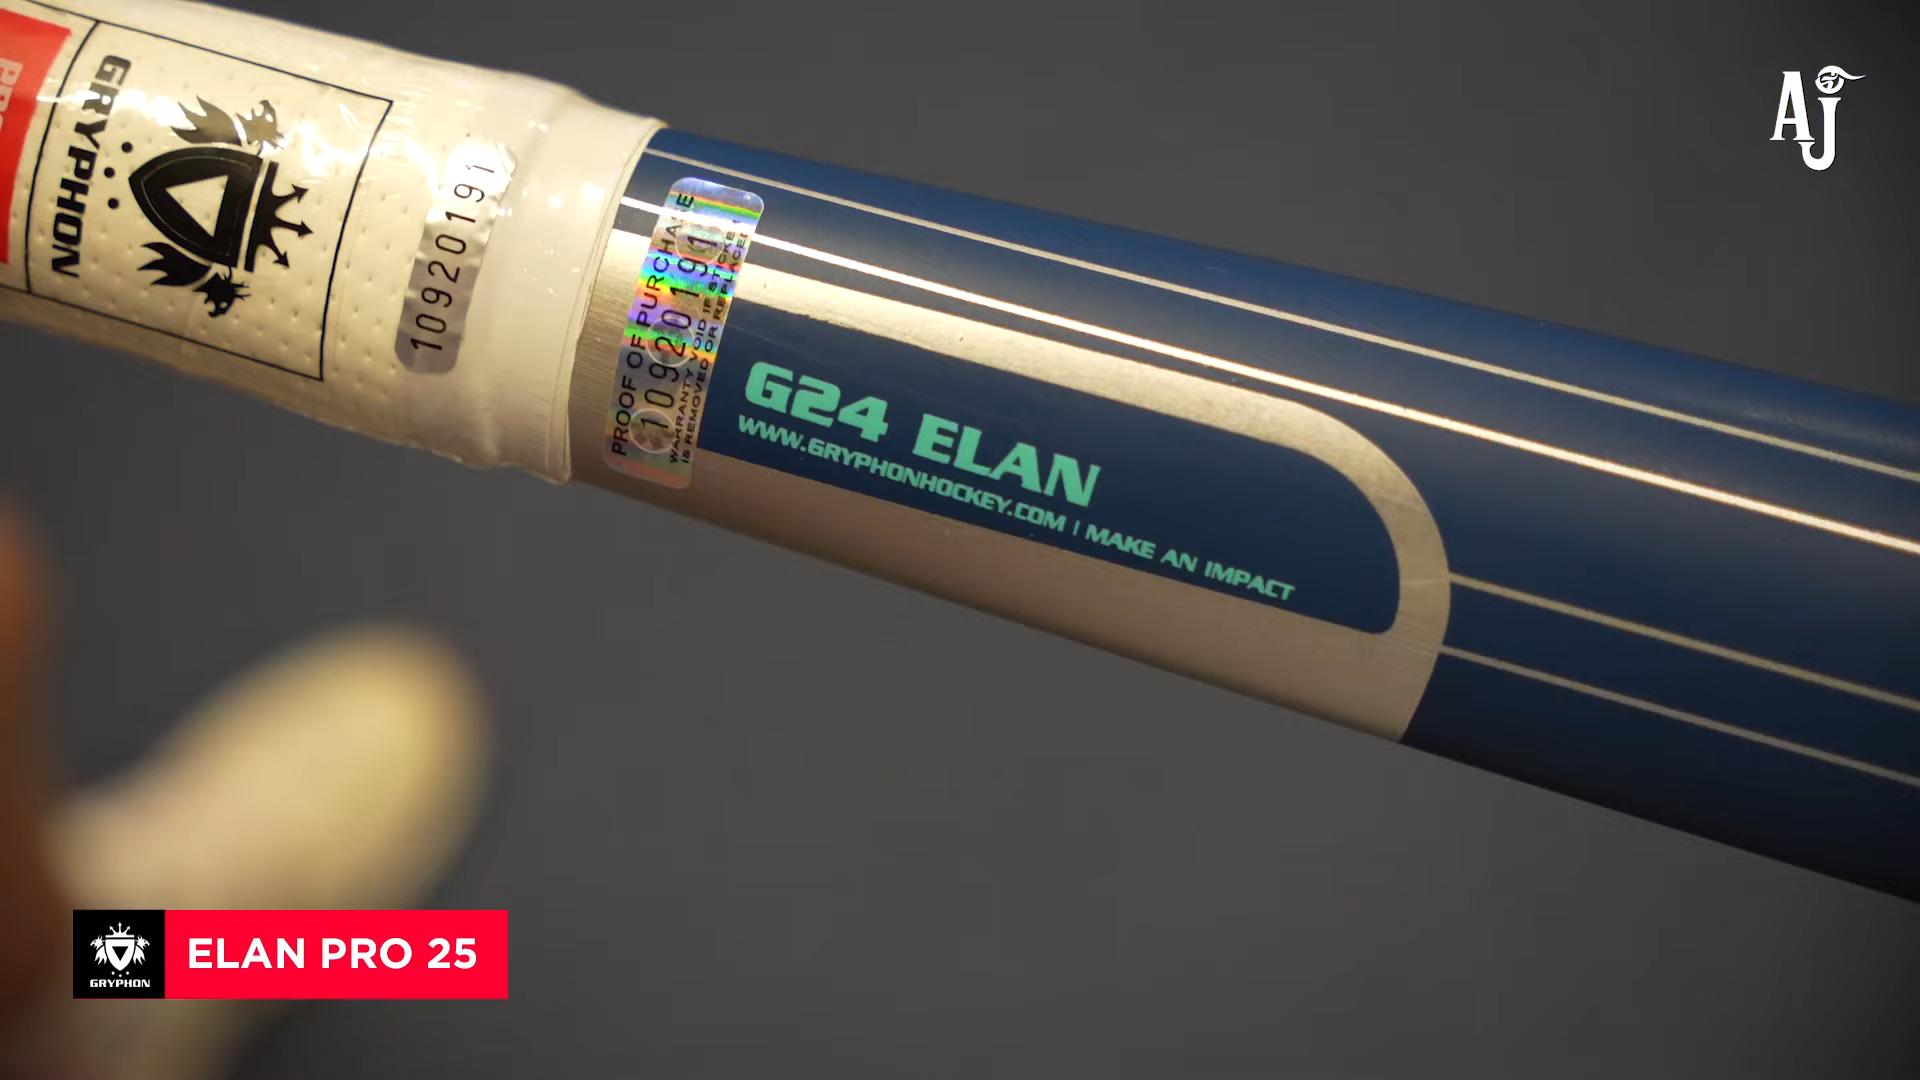 GRYPHON
10920191
PROOF OF PURCHASE
10920191
WARRANTY VOID IF STICKER
IS REMOVED OR REPLACED
G24 ELAN
WWW.GRYPHONHOCKEY.COM | MAKE AN IMPACT
AJ
GRYPHON
ELAN PRO 25